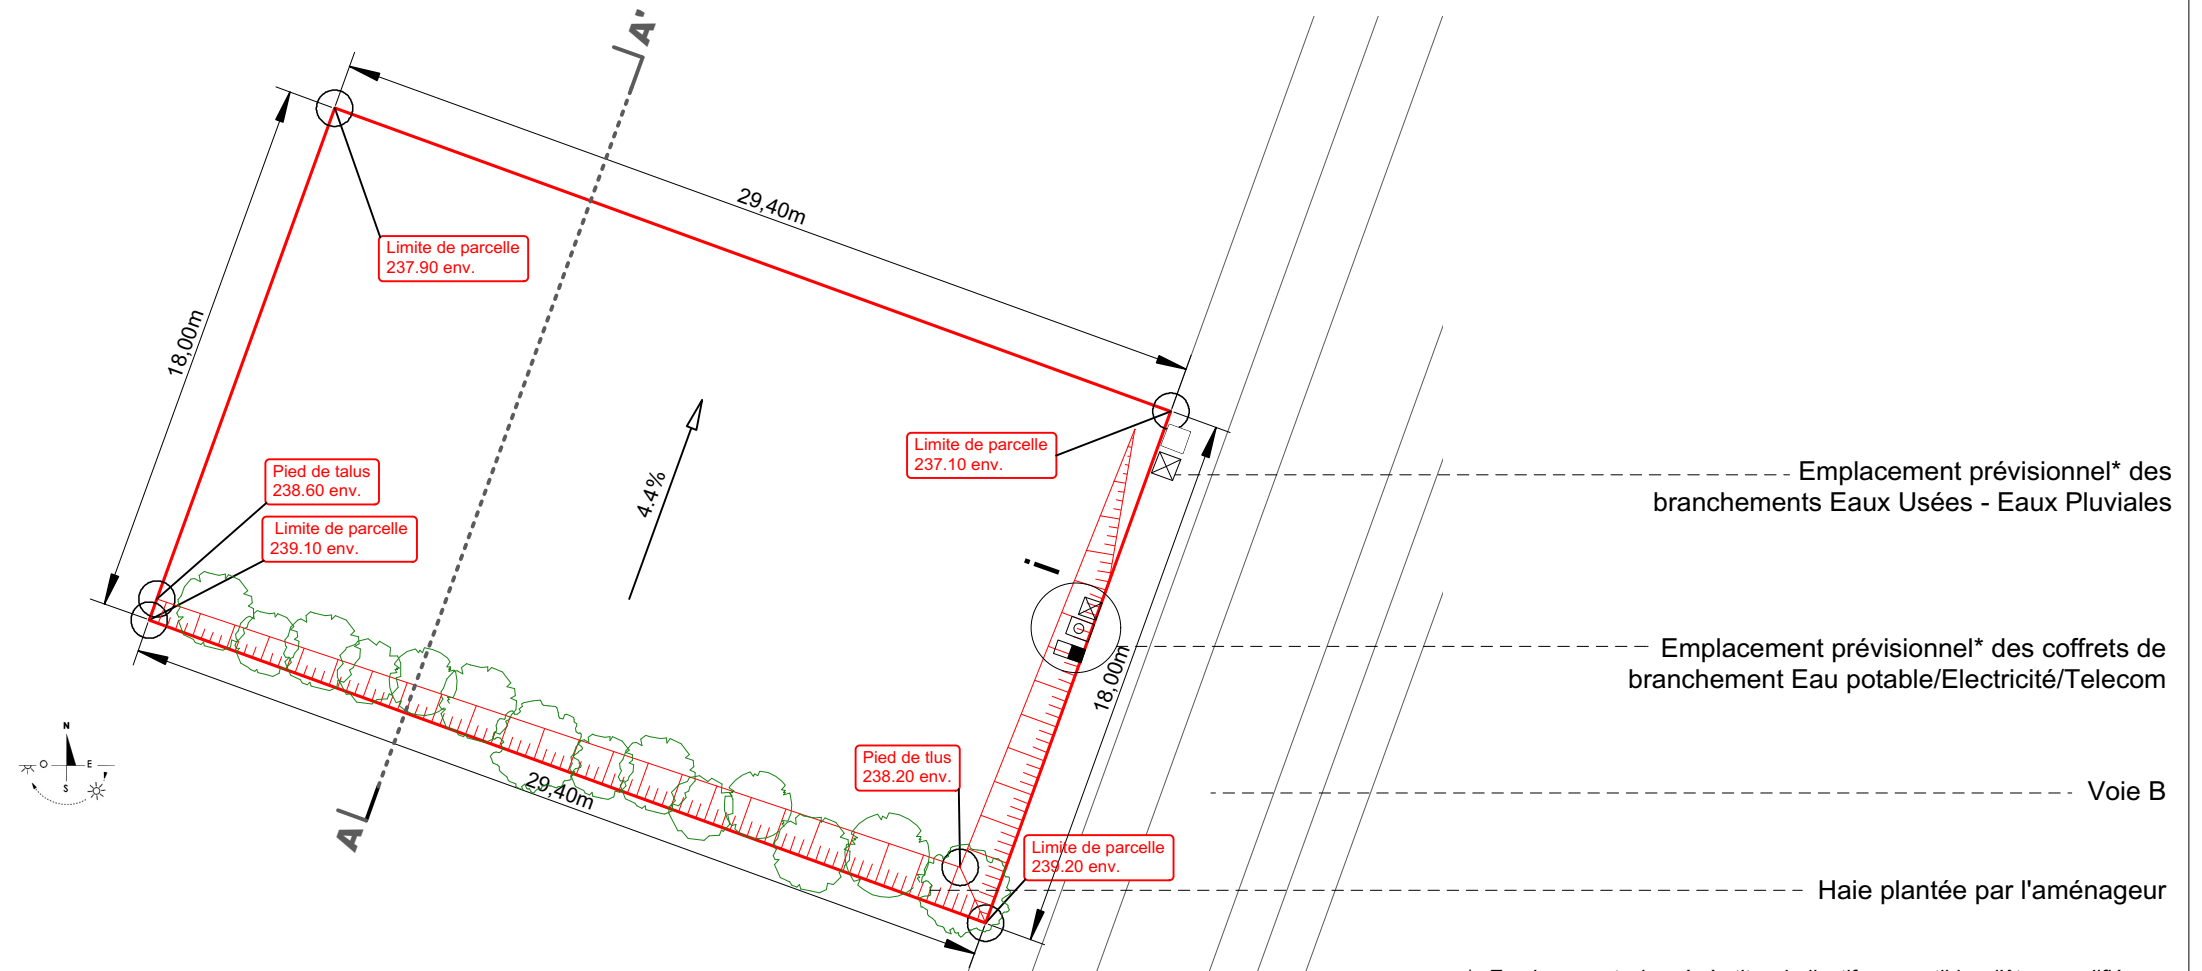 A'
29,40m
Limite de parcelle
237.90 env.
18,00m
Limite de parcelle
237.10 env.
Pied de talus
238.60 env.
Limite de parcelle
239.10 env.
4.4%
Emplacement prévisionnel* des
branchements Eaux Usées - Eaux Pluviales
i
Emplacement prévisionnel* des coffrets de
branchement Eau potable/Electricité/Telecom
18,00m
N
O
E
S
Pied de tlus
238.20 env.
29,40m
Voie B
A
Limite de parcelle
239.20 env.
Haie plantée par l'aménageur